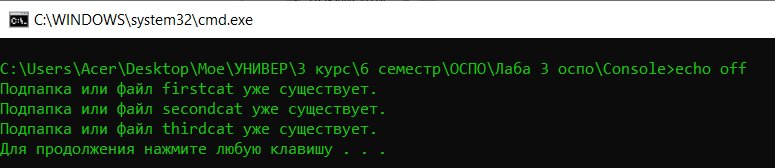 C:\WINDOWS\system32\cmd.exe
C:\Users\Acer\Desktop\Мое\УНИВЕР\3 курс\6 семестр\ОСПО\Лаба 3 оспо\Console>echo off
Подпапка или файл firstcat уже существует.
Подпапка или файл secondcat уже существует.
Подпапка или файл thirdcat уже существует.
Для продолжения нажмите любую клавишу . . .